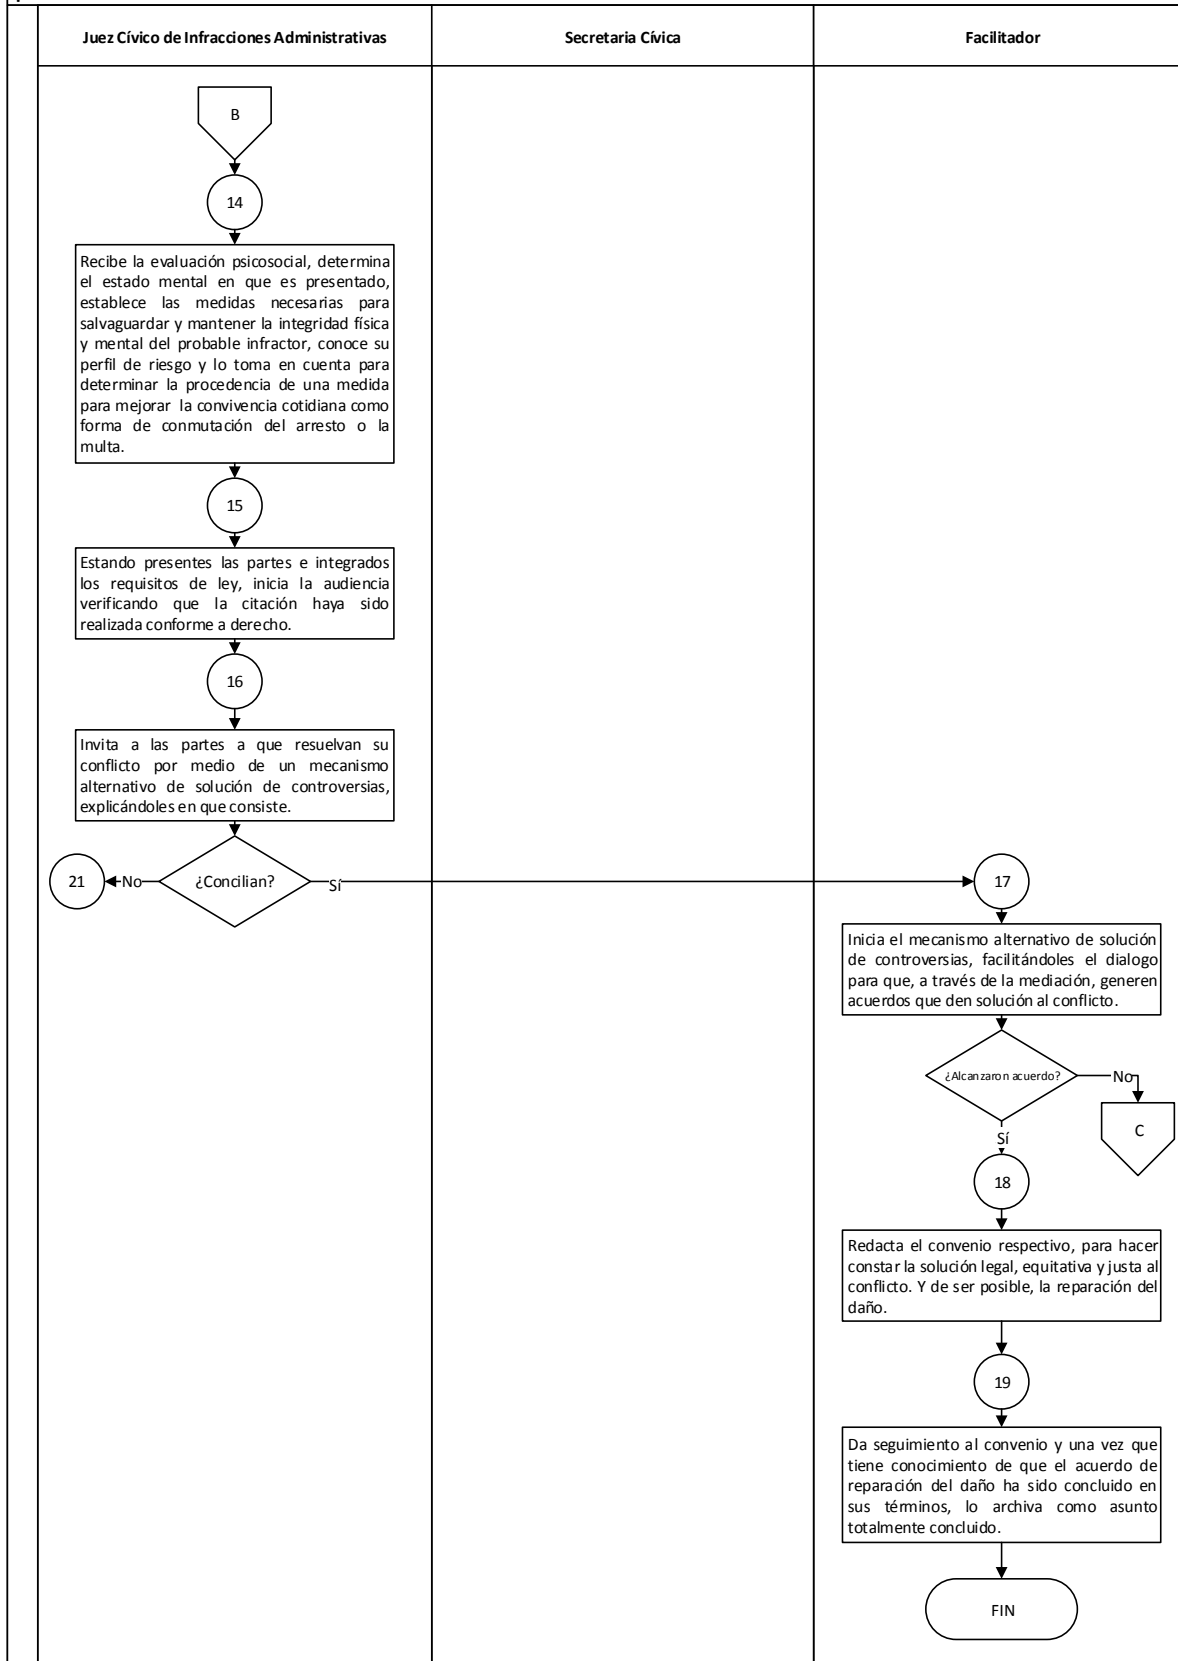 Juez Cívico de Infracciones Administrativas
Secretaria Cívica
Facilitador
B
14
Recibe la evaluación psicosocial, determina
el estado mental en que es presentado,
establece las medidas necesarias para
salvaguardar y mantener la integridad física
y mental del probable infractor, conoce su
perfil de riesgo y lo toma en cuenta para
determinar la procedencia de una medida
para mejorar la convivencia cotidiana como
forma de conmutación del arresto o la
multa.
15
Estando presentes las partes e integrados
los requisitos de ley, inicia la audiencia
verificando que la citación haya sido
realizada conforme a derecho.
16
Invita a las partes a que resuelvan su
conflicto por medio de un mecanismo
alternativo de solución de controversias,
explicándoles en que consiste.
¿Concilian?
No
21
Sí
17
Inicia el mecanismo alternativo de solución
de controversias, facilitándoles el dialogo
para que, a través de la mediación, generen
acuerdos que den solución al conflicto.
¿Alcanzaron acuerdo?
No
C
Sí
18
Redacta el convenio respectivo, para hacer
constar la solución legal, equitativa y justa al
conflicto. Y de ser posible, la reparación del
daño.
19
Da seguimiento al convenio y una vez que
tiene conocimiento de que el acuerdo de
reparación del daño ha sido concluido en
sus términos, lo archiva como asunto
totalmente concluido.
FIN